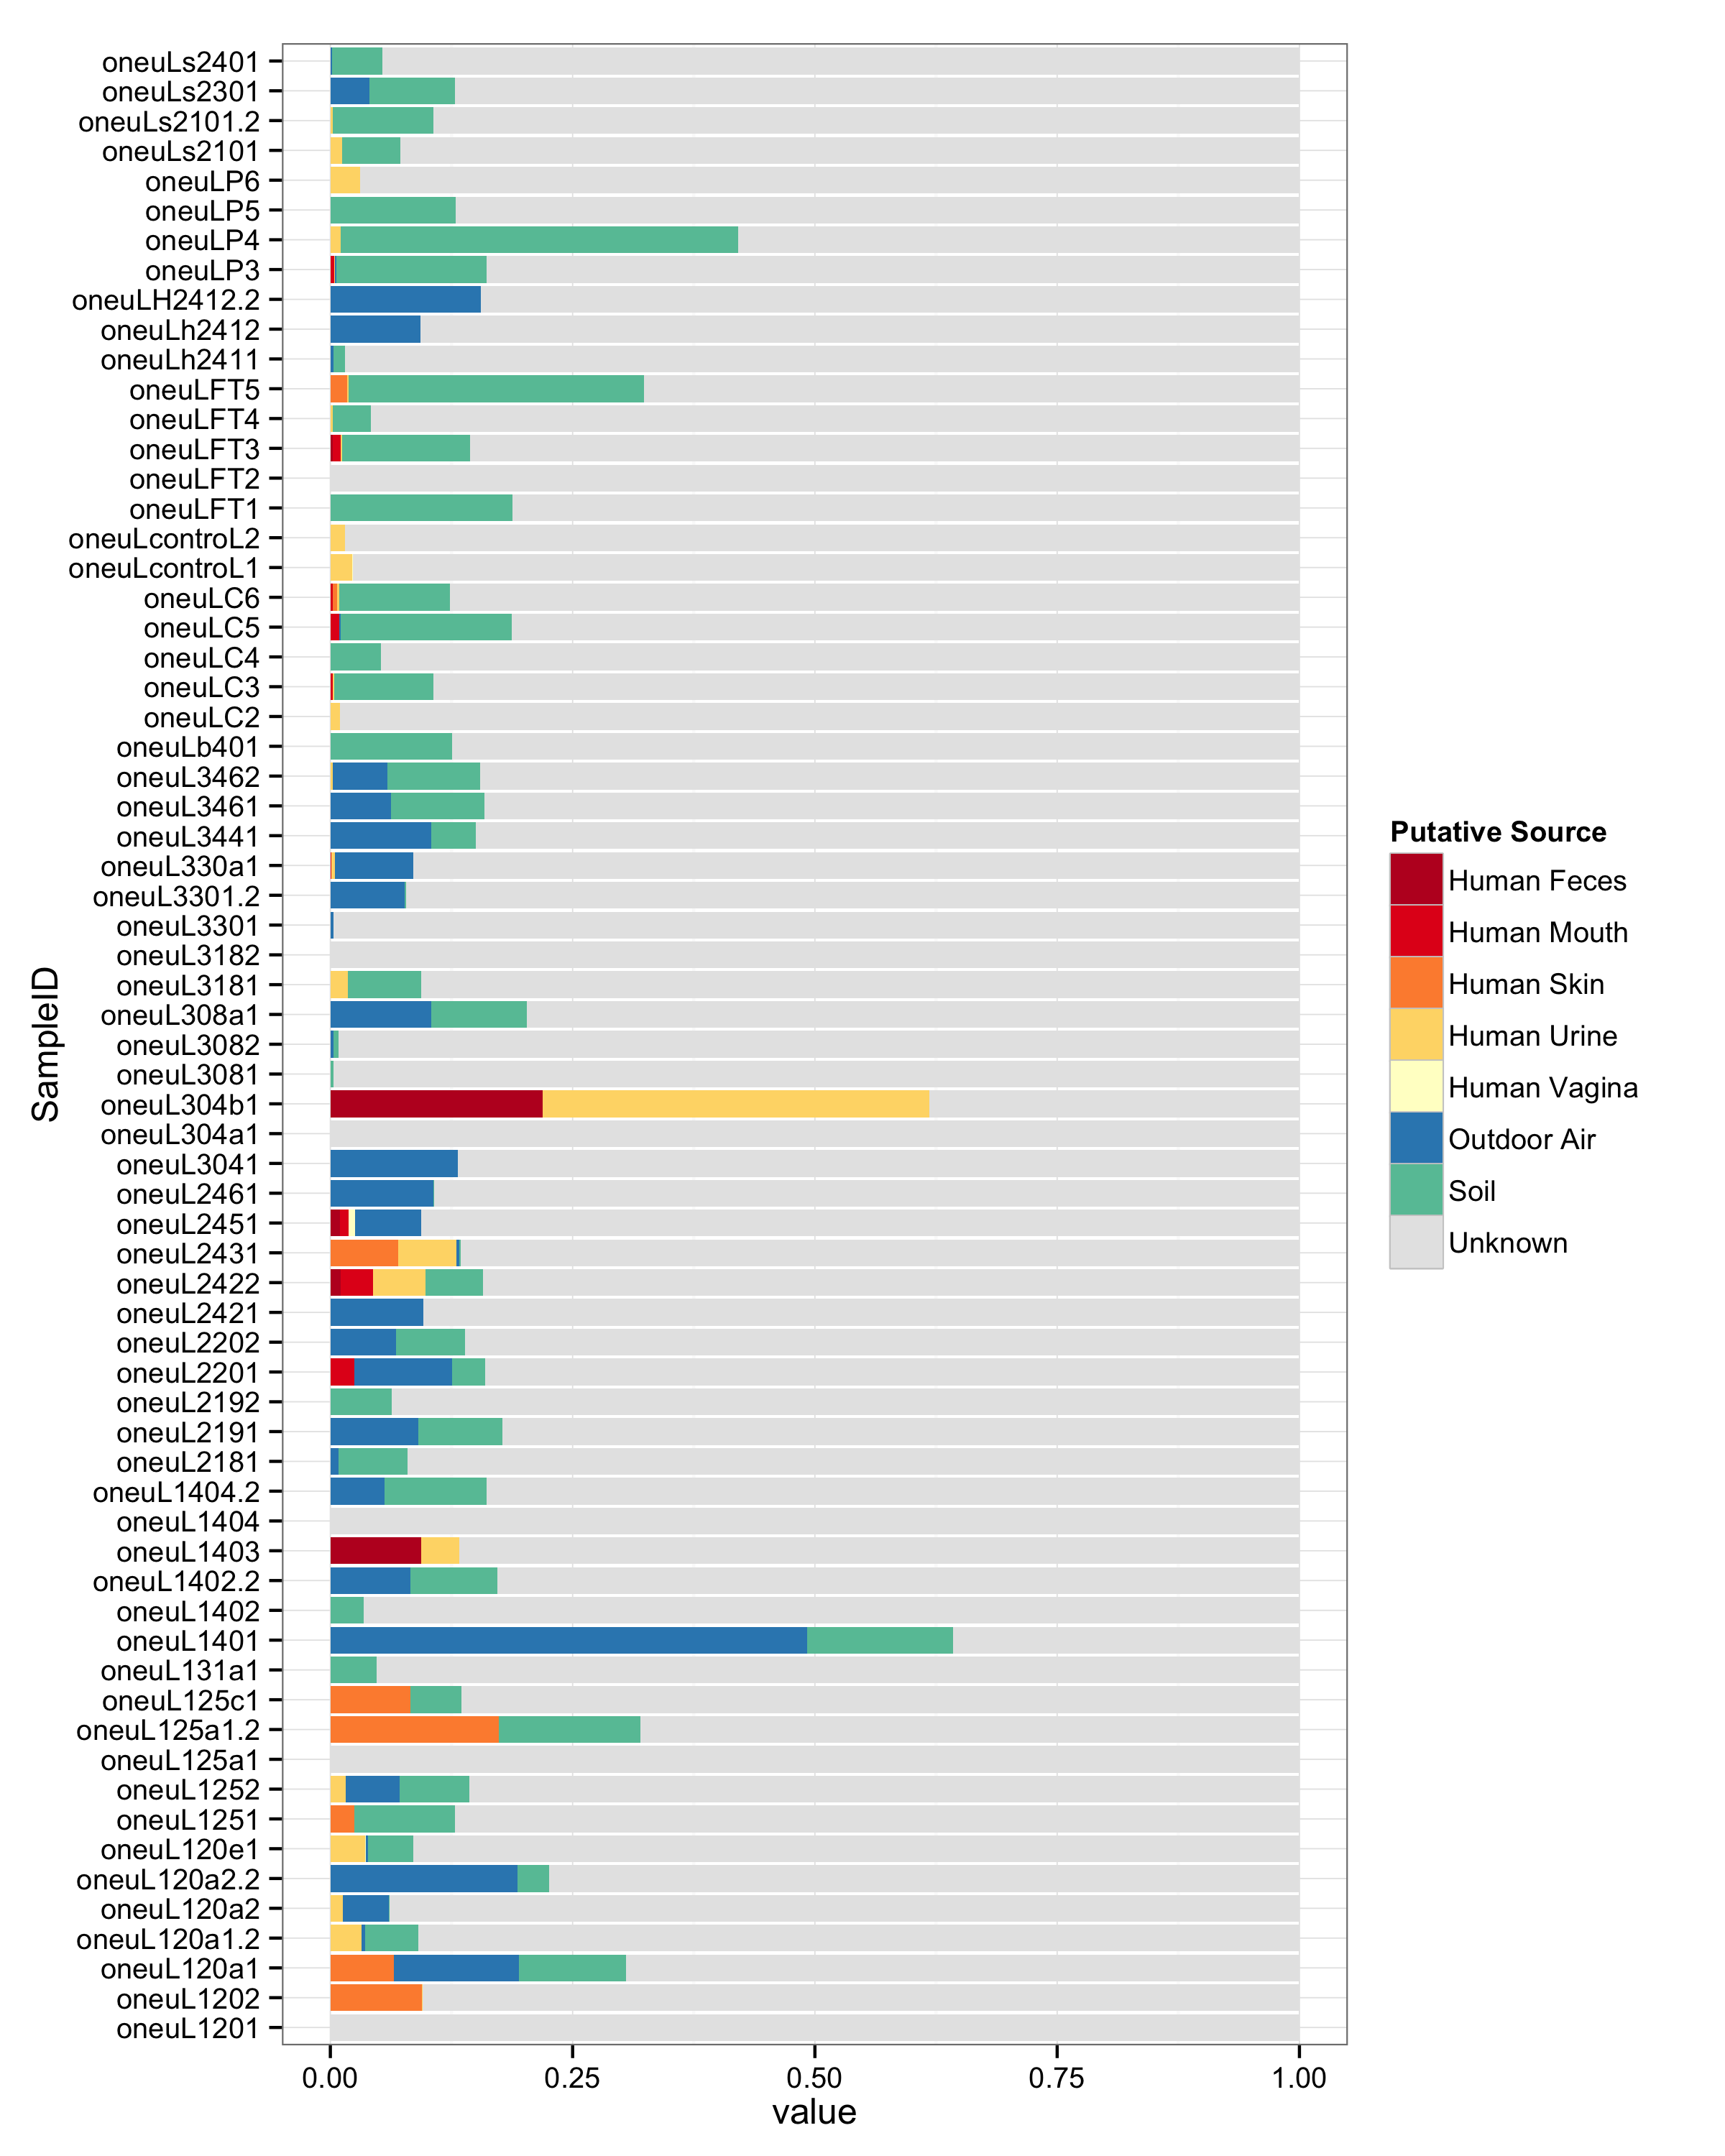 oneuLs2401
oneuLs2301
oneuLs2101.2
oneuLs2101
oneuLP6
oneuLP5
oneuLP4
oneuLP3
oneuLH2412.2
oneuLh2412
oneuLh2411
oneuLFT5
oneuLFT4
oneuLFT3
oneuLFT2
oneuLFT1
oneuLcontroL2
oneuLcontroL1
oneuLC6
oneuLC5
oneuLC4
oneuLC3
oneuLC2
oneuLb401
oneuL3462
oneuL3461
oneuL3441
oneuL330a1
oneuL3301.2
oneuL3301
oneuL3182
oneuL3181
oneuL308a1
oneuL3082
oneuL3081
oneuL304b1
oneuL304a1
oneuL3041
oneuL2461
oneuL2451
oneuL2431
oneuL2422
oneuL2421
oneuL2202
oneuL2201
oneuL2192
oneuL2191
oneuL2181
oneuL1404.2
oneuL1404
oneuL1403
oneuL1402.2
oneuL1402
oneuL1401
oneuL131a1
oneuL125c1
oneuL125a1.2
oneuL125a1
oneuL1252
oneuL1251
oneuL120e1
oneuL120a2.2
oneuL120a2
oneuL120a1.2
oneuL120a1
oneuL1202
oneuL1201
SampleID
0.00 0.25 0.50 0.75 1.00
value
Putative Source
Human Feces
Human Mouth
Human Skin
Human Urine
Human Vagina
Outdoor Air
Soil
Unknown